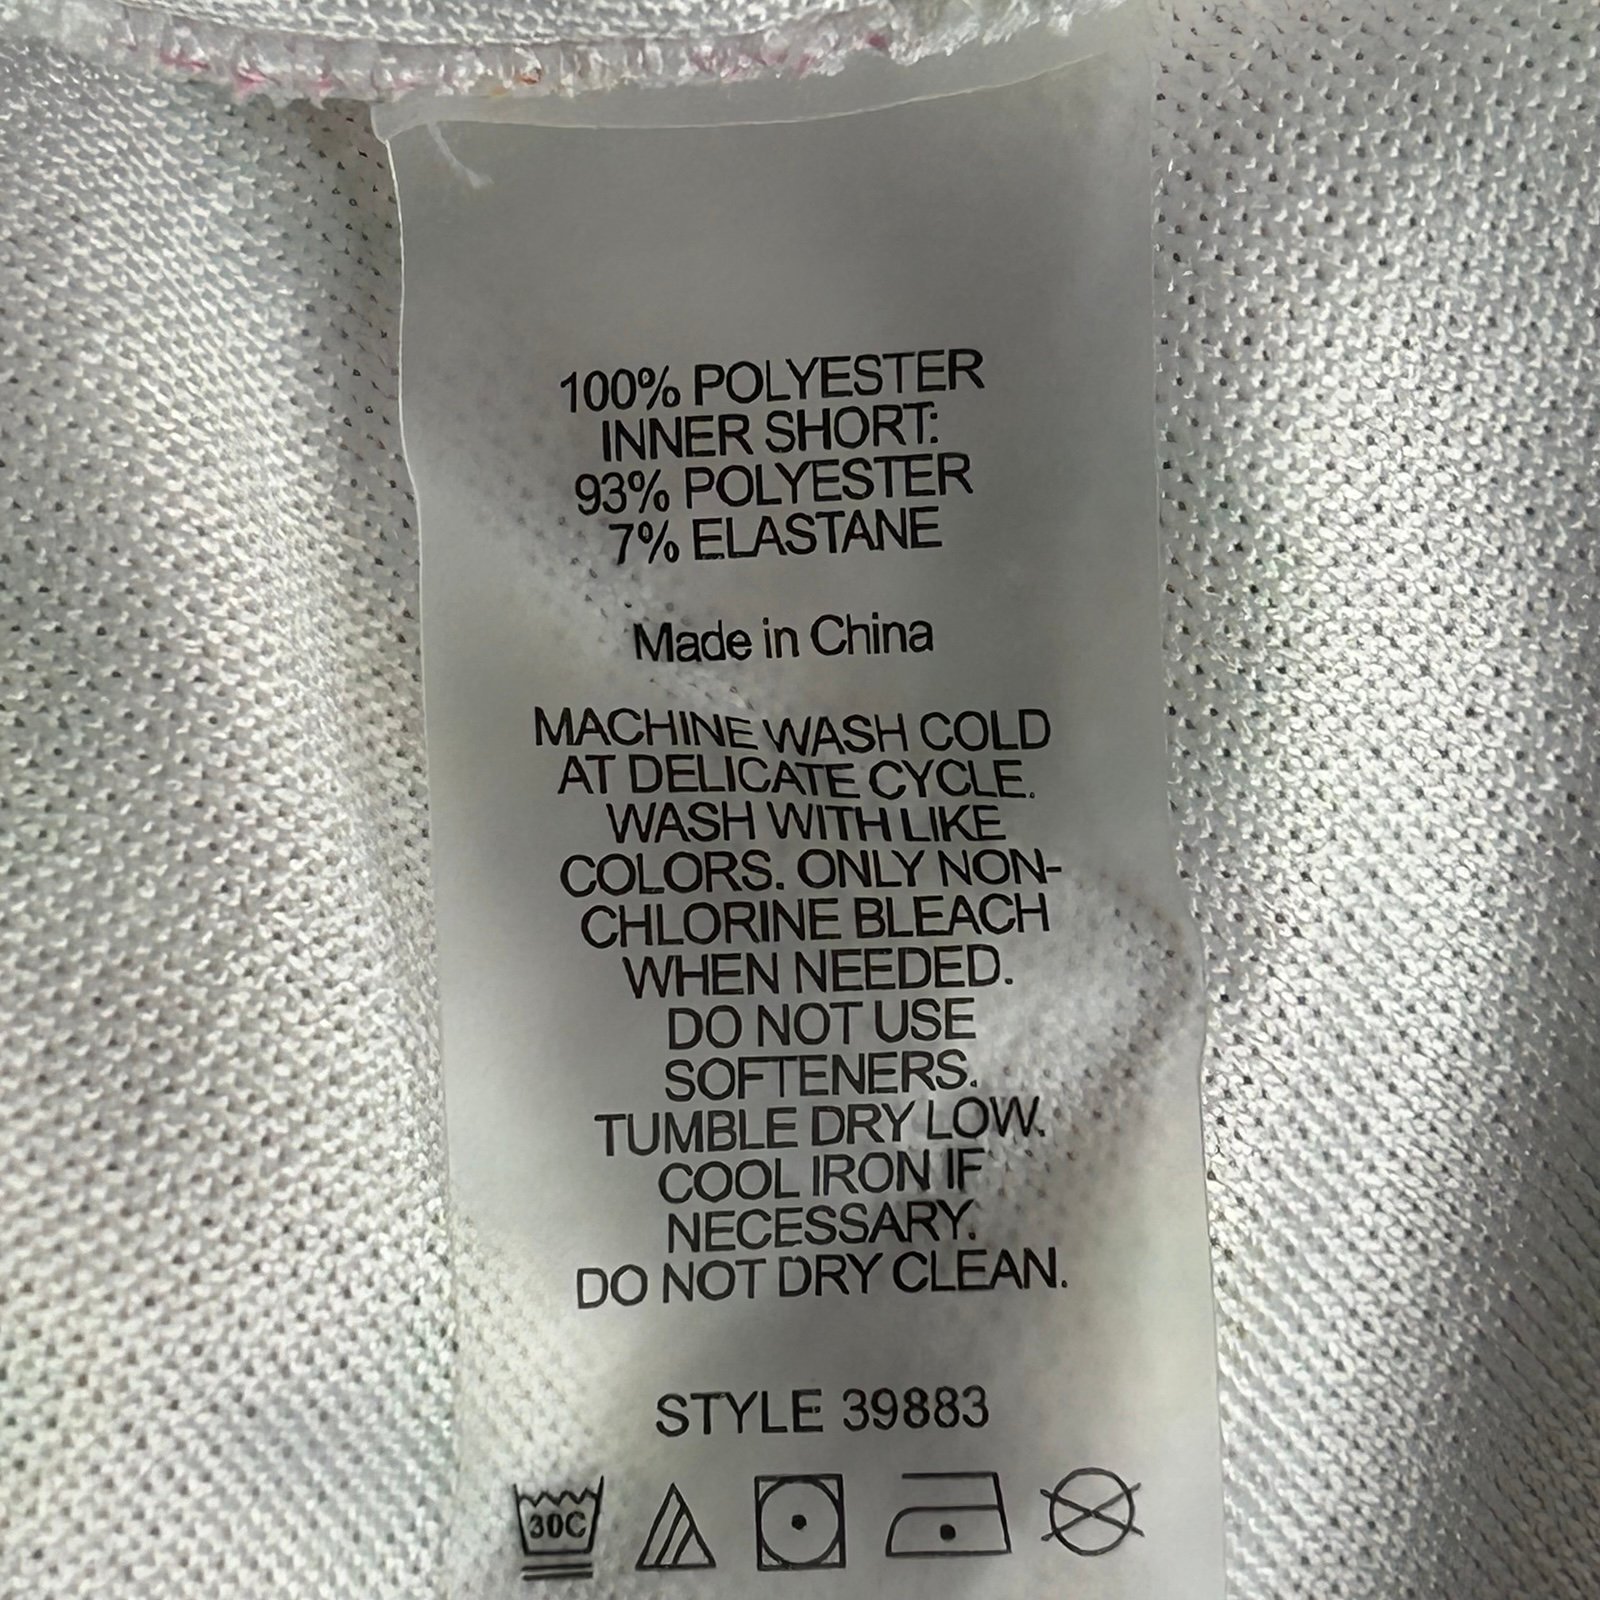 100% POLYESTER
INNER SHORT:
93% POLYESTER
7% ELASTANE
Made in China
MACHINE WASH COLD
AT DELICATE CYCLE.
WASH WITH LIKE
COLORS. ONLY NON-
CHLORINE BLEACH
WHEN NEEDED.
DO NOT USE
SOFTENERS.
TUMBLE DRY LOW.
COOL IRON IF
NECESSARY.
DO NOT DRY CLEAN.
STYLE 39883
30C